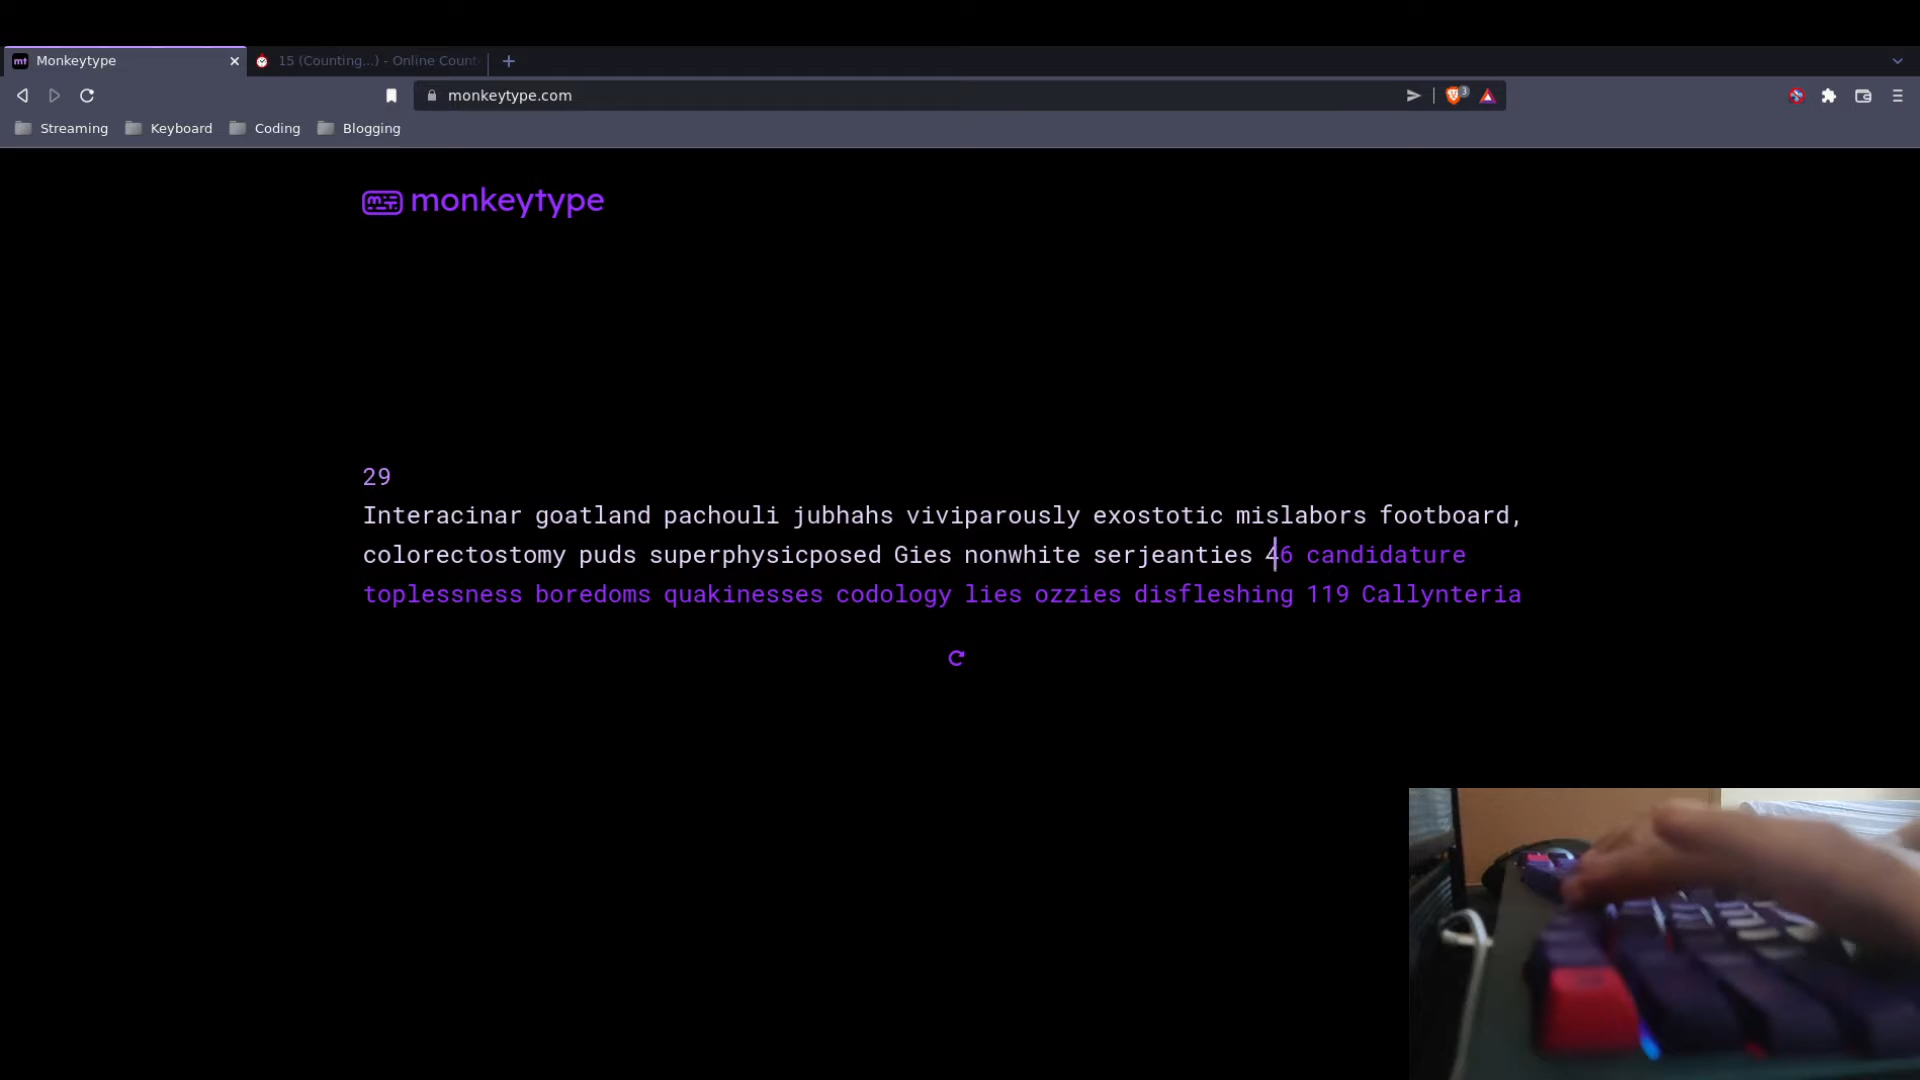 Monkeytype
15 (Counting...) - Online Count
monkeytype.com
3
Streaming Keyboard Coding Blogging
monkeytype
29
Interacinar goatland pachouli jubhahs viviparously exostotic mislabors footboard,
colorectostomy puds superphysicposed Gies nonwhite serjeanties 46 candidature
toplessness boredoms quakinesses codology lies ozzies disfleshing 119 Callynteria